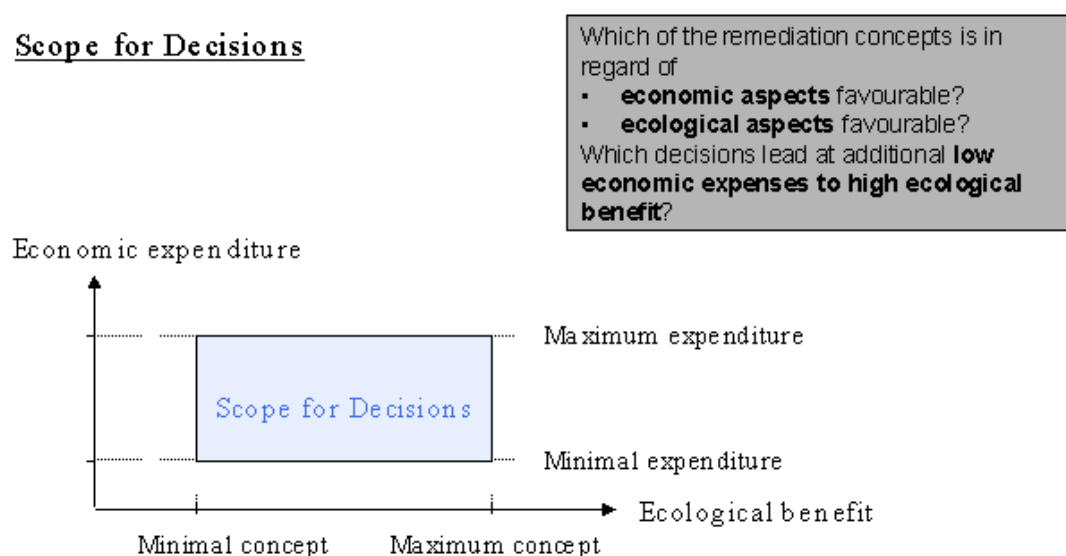 Scope for Decisions
Which of the remediation concepts is in
regard of
▪ economic aspects favourable?
▪ ecological aspects favourable?
Which decisions lead at additional low
economic expenses to high ecological
benefit?
Economic expenditure
Maximum expenditure
Scope for Decisions
Minimal expenditure
Ecological benefit
Minimal concept
Maximum concept